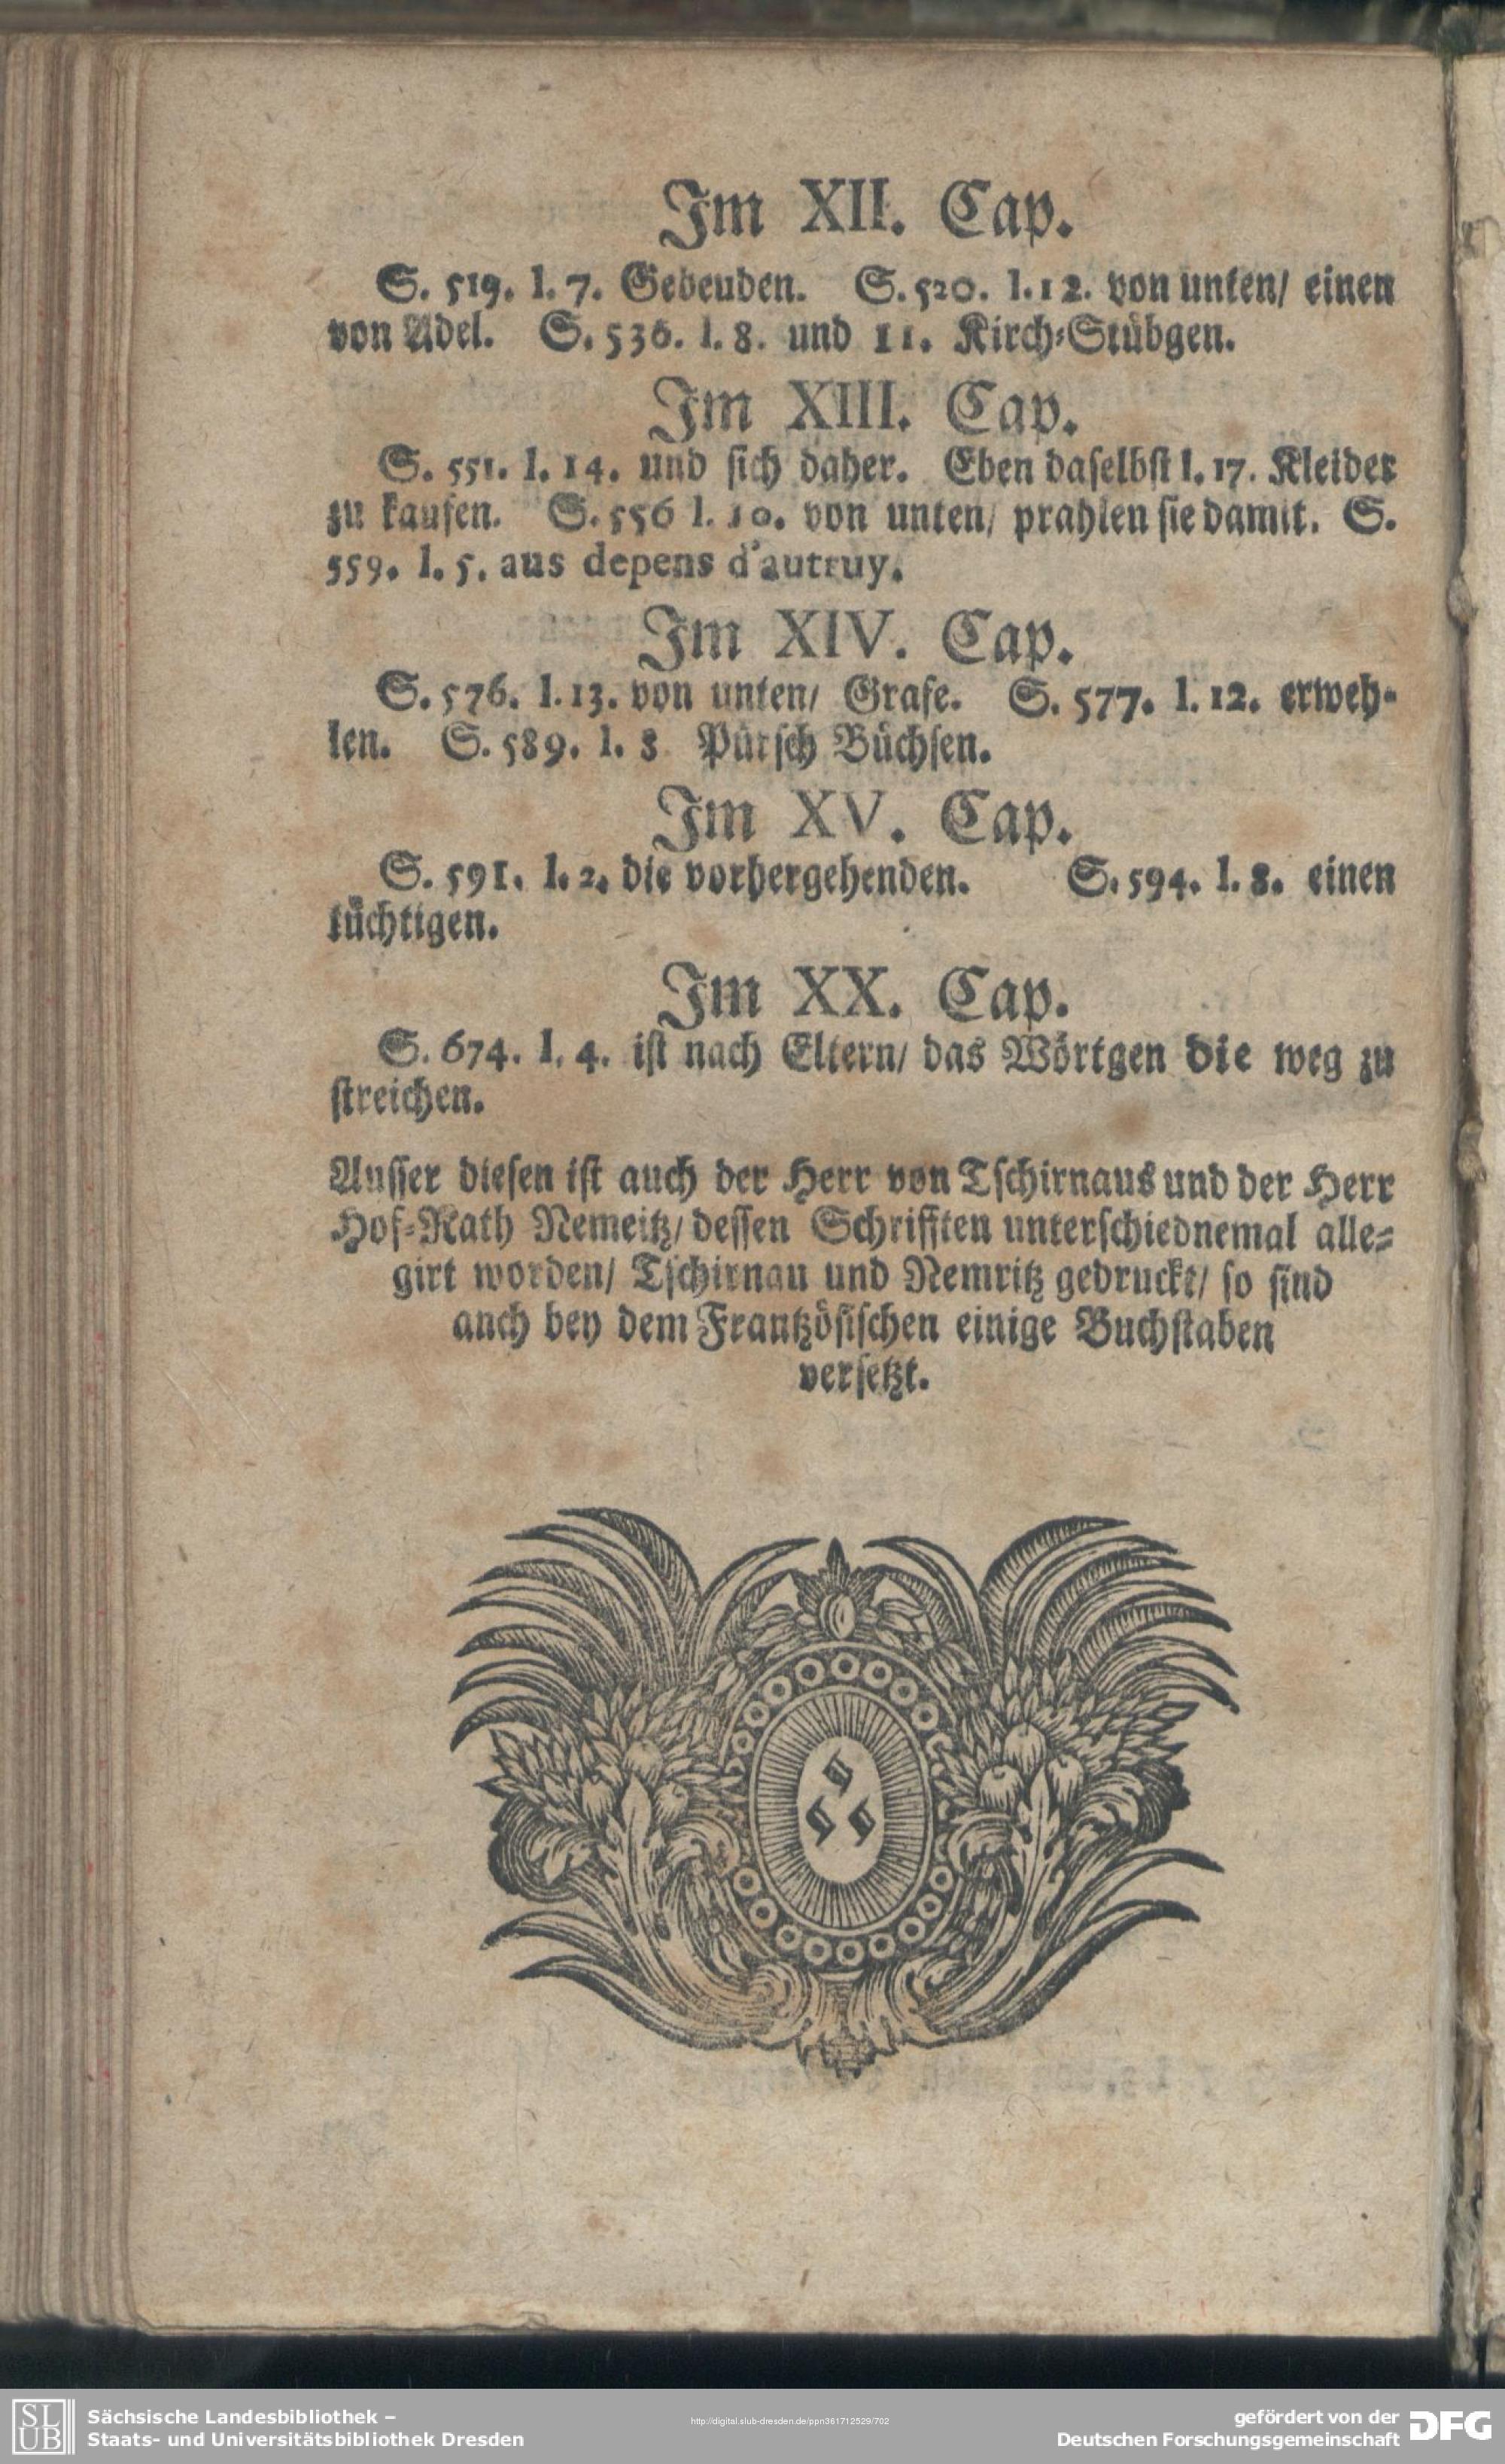 Im XII. Cap.
S. 519. l. 7. Gebeuden. S. 520. l. 12. von unten/ einen
von Adel. S. 536. l. 8. und 11. Kirch-Stübgen.
Im XIII. Cap.
S. 551. l. 14. und sich daher. Eben daselbst l. 17. Kleider
zu kaufen. S. 556 l. 10. von unten/ prahlen sie damit. S.
559. l. 5. aus depens d'autruy.
Im XIV. Cap.
S. 576. l. 13. von unten/ Grafe. S. 577. l. 12. erweh-
len. S. 589. l. 8 Pürsch Büchsen.
Im XV. Cap.
S. 591. l. 2. die vorhergehenden. S. 594. l. 8. einen
tüchtigen.
Im XX. Cap.
S. 674. l. 4. ist nach Eltern/ das Wörtgen die weg zu
streichen.
Ausser diesen ist auch der Herr von Tschirnaus und der Herr
Hof-Rath Nemeitz/ dessen Schrifften unterschiednemal alle-
girt worden/ Tschirnau und Nemritz gedruckt/ so sind
auch bey dem Frantzösischen einige Buchstaben
versetzt.
SLUB
Sächsische Landesbibliothek –
Staats- und Universitätsbibliothek Dresden
http://digital.slub-dresden.de/ppn361712529/702
gefördert von der
Deutschen Forschungsgemeinschaft
DFG